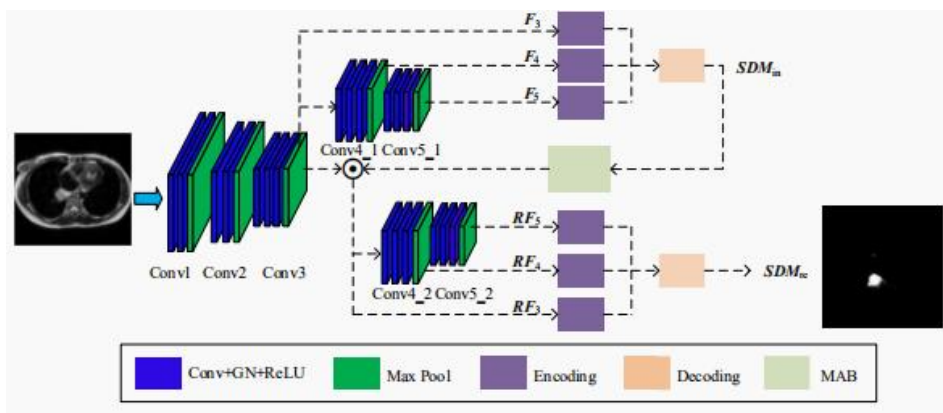 F3
F4
SDMin
F5
Conv4_1 Conv5_1
Conv1 Conv2 Conv3
RF5
RF4
SDMre
Conv4_2 Conv5_2
RF3
Conv+GN+ReLU Max Pool Encoding Decoding MAB